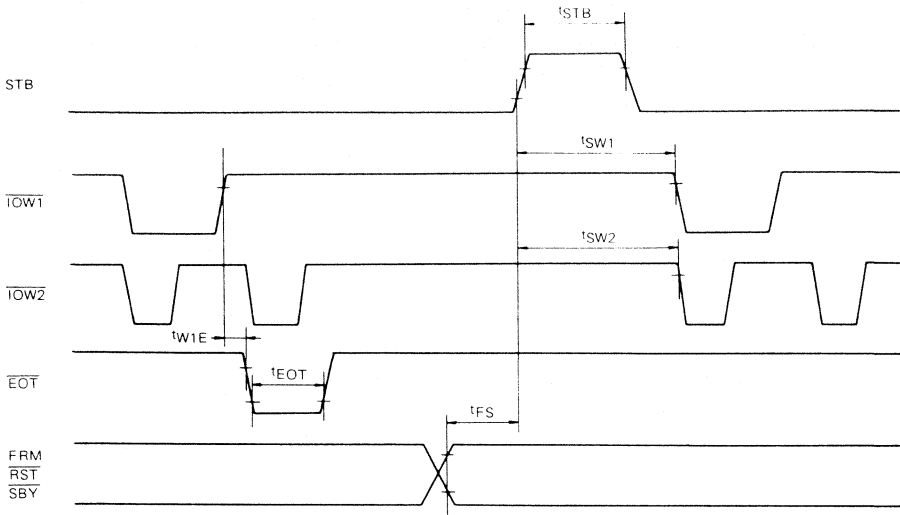 tSTB
STB
tSW1
IOW1
tSW2
IOW2
tW1E
tEOT
EOT
tFS
FRM
RST
SBY